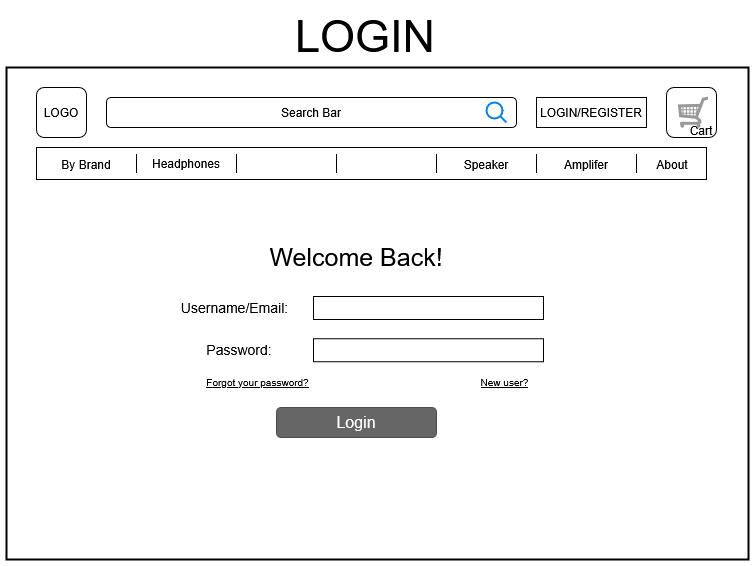 LOGIN
LOGO
Search Bar
LOGIN/REGISTER
Cart
By Brand
Headphones
Speaker
Amplifer
About
Welcome Back!
Username/Email:
Password:
Forgot your password?
New user?
Login